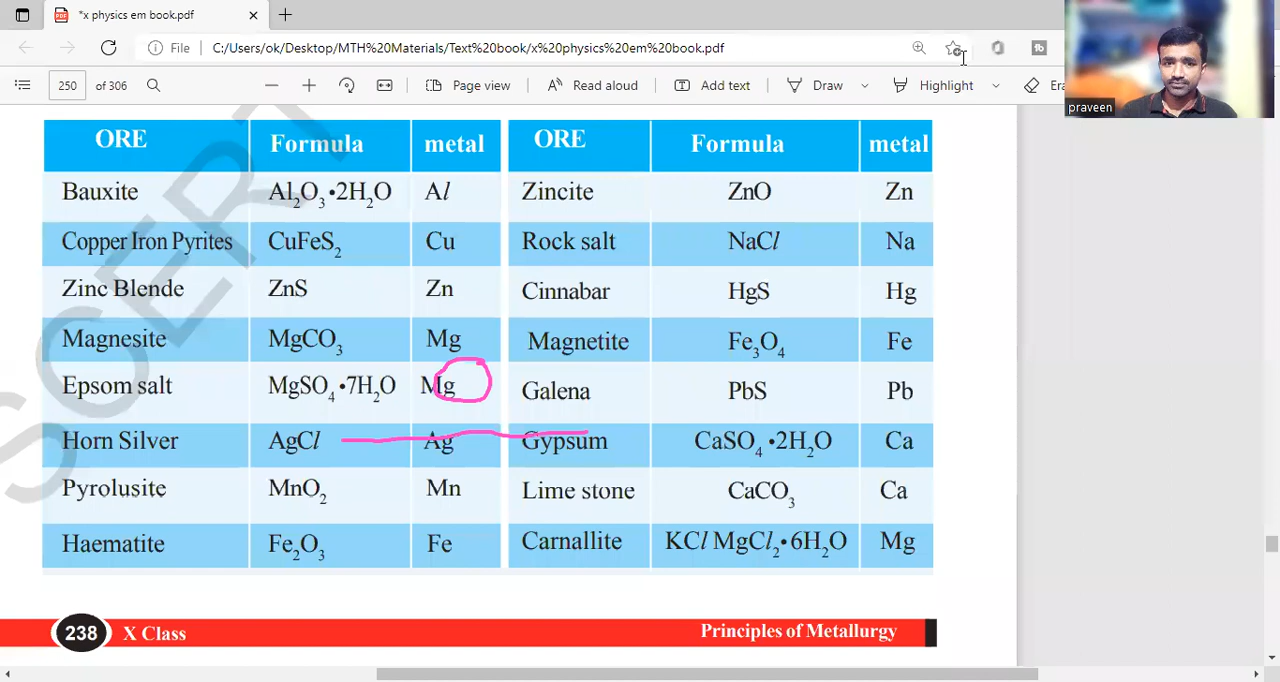 *x physics em book.pdf
File C:/Users/ok/Desktop/MTH%20Materials/Text%20book/x%20physics%20em%20book.pdf
250 of 306 Page view Read aloud Add text Draw Highlight
praveen
ORE Formula metal ORE Formula metal
Bauxite Al₂O₃•2H₂O Al Zincite ZnO Zn
Copper Iron Pyrites CuFeS₂ Cu Rock salt NaCl Na
Zinc Blende ZnS Zn Cinnabar HgS Hg
Magnesite MgCO₃ Mg Magnetite Fe₃O₄ Fe
Epsom salt MgSO₄•7H₂O Mg Galena PbS Pb
Horn Silver AgCl Ag Gypsum CaSO₄•2H₂O Ca
Pyrolusite MnO₂ Mn Lime stone CaCO₃ Ca
Haematite Fe₂O₃ Fe Carnallite KCl MgCl₂•6H₂O Mg
SCERT
238 X Class Principles of Metallurgy